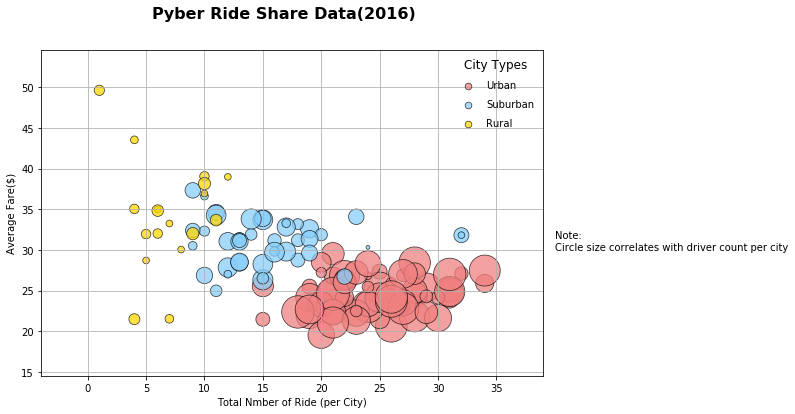 Pyber Ride Share Data(2016)
City Types
Urban
Suburban
Rural
50
45
40
35
30
25
20
15
Average Fare($)
0
5
10
15
20
25
30
35
Total Nmber of Ride (per City)
Note:
Circle size correlates with driver count per city